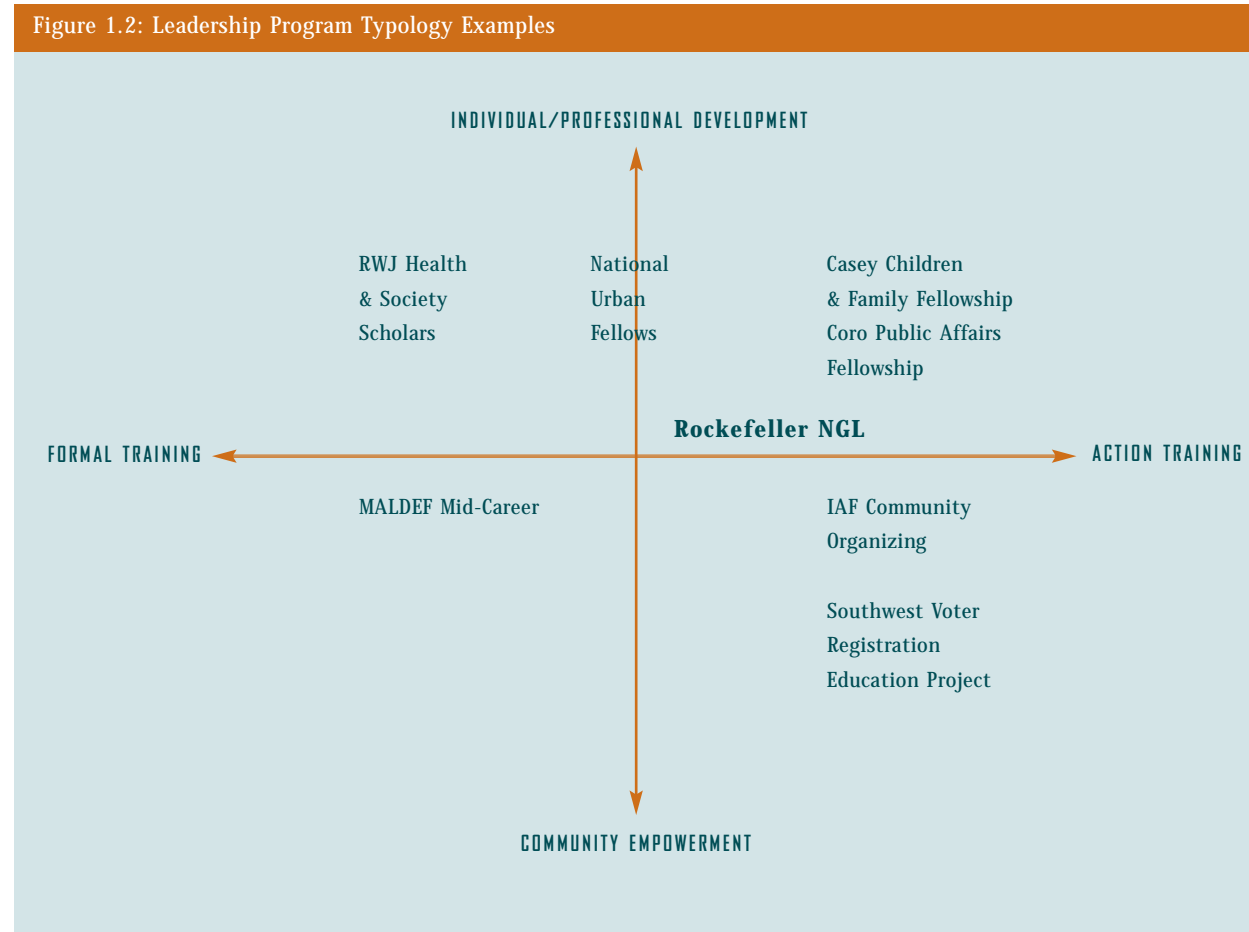 Figure 1.2: Leadership Program Typology Examples
INDIVIDUAL/PROFESSIONAL DEVELOPMENT
RWJ Health
& Society
Scholars
National
Urban
Fellows
Casey Children
& Family Fellowship
Coro Public Affairs
Fellowship
Rockefeller NGL
FORMAL TRAINING
ACTION TRAINING
MALDEF Mid-Career
IAF Community
Organizing
Southwest Voter
Registration
Education Project
COMMUNITY EMPOWERMENT